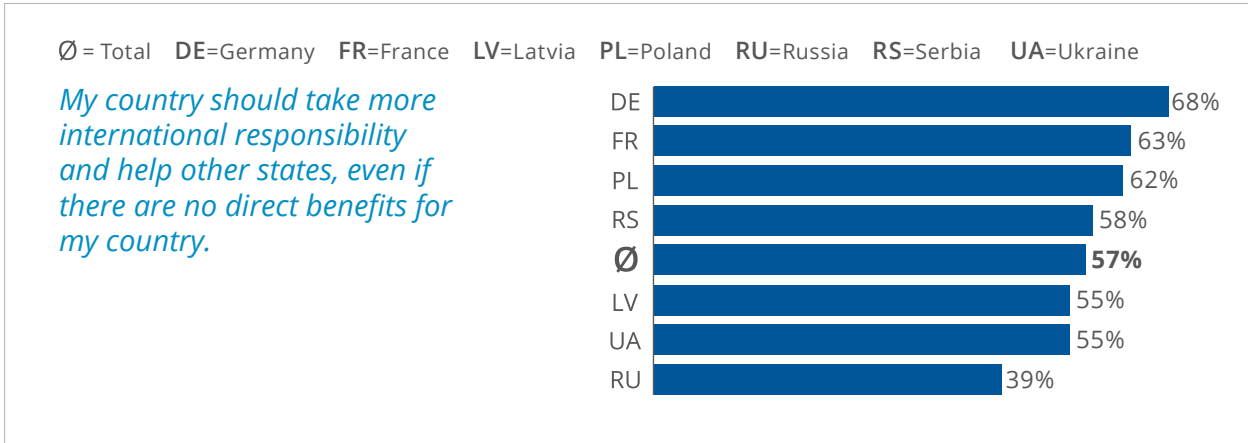 Ø = Total DE=Germany FR=France LV=Latvia PL=Poland RU=Russia RS=Serbia UA=Ukraine
My country should take more
international responsibility
and help other states, even if
there are no direct benefits for
my country.
DE 68%
FR 63%
PL 62%
RS 58%
Ø 57%
LV 55%
UA 55%
RU 39%